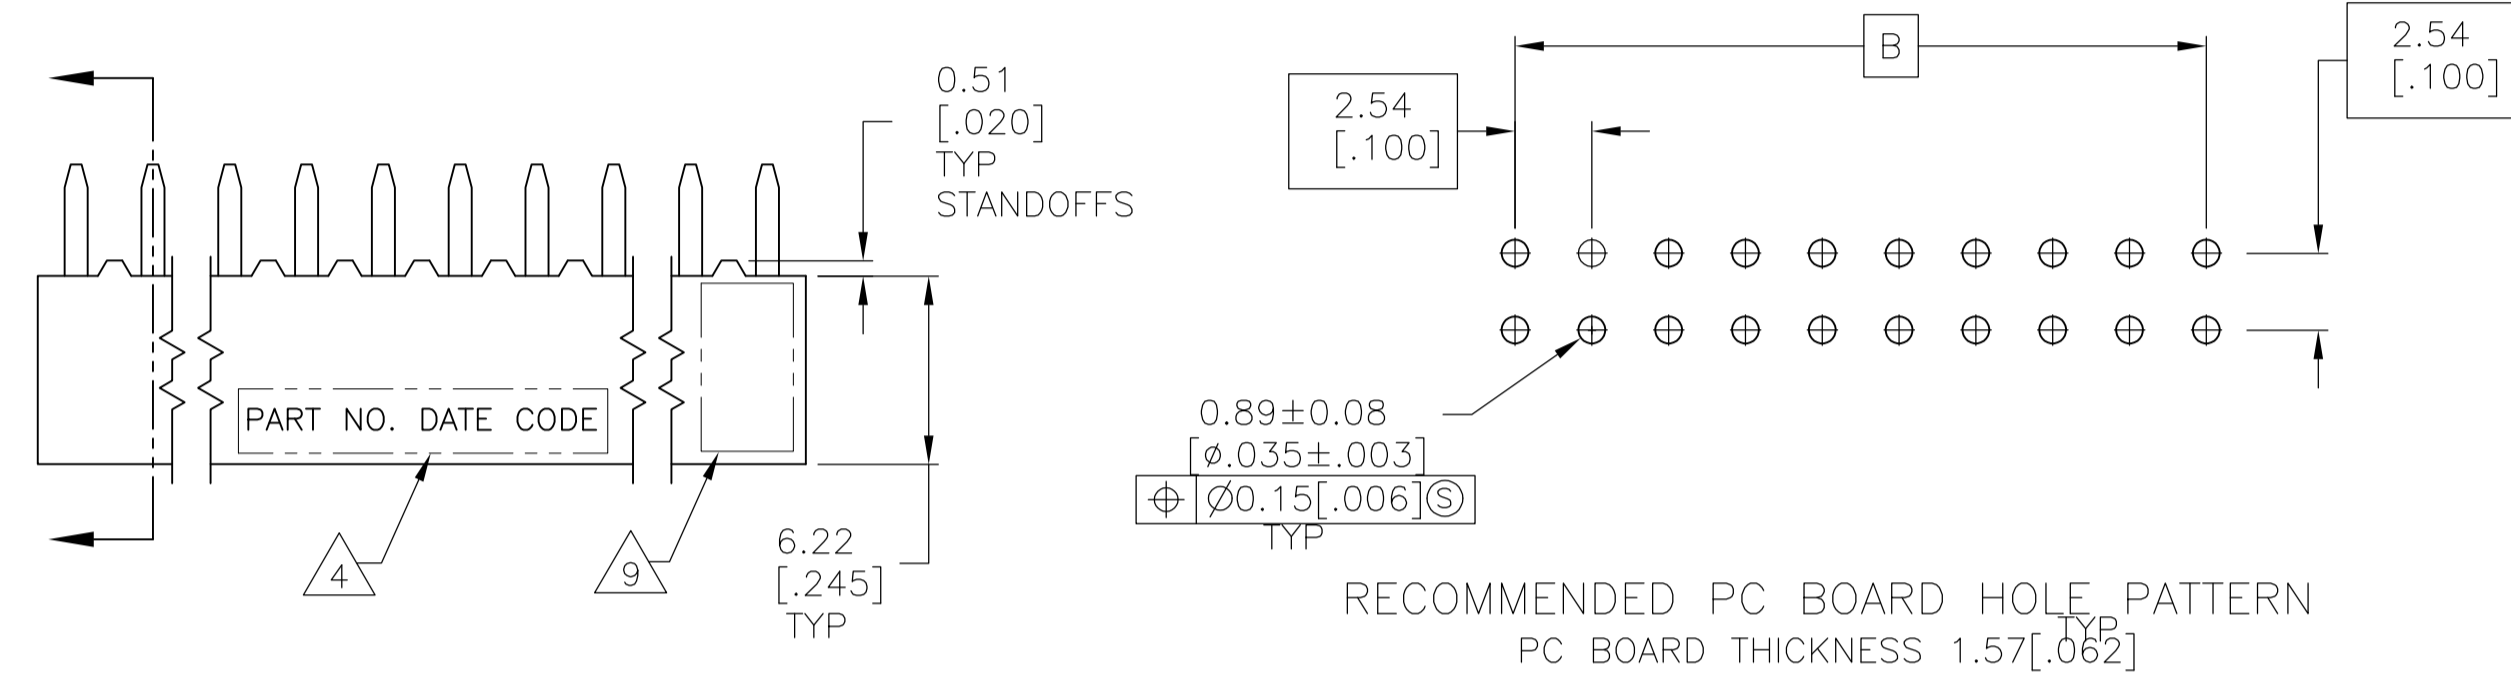 0.51
[.020]
TYP
STANDOFFS
B
2.54
[.100]
2.54
[.100]
PART NO. DATE CODE
4
9
6.22
[.245]
TYP
0.89±0.08
[⌀.035±.003]
⌖ ⌀0.15[.006]Ⓢ
TYP
RECOMMENDED PC BOARD HOLE PATTERN
TYP
PC BOARD THICKNESS 1.57[.062]